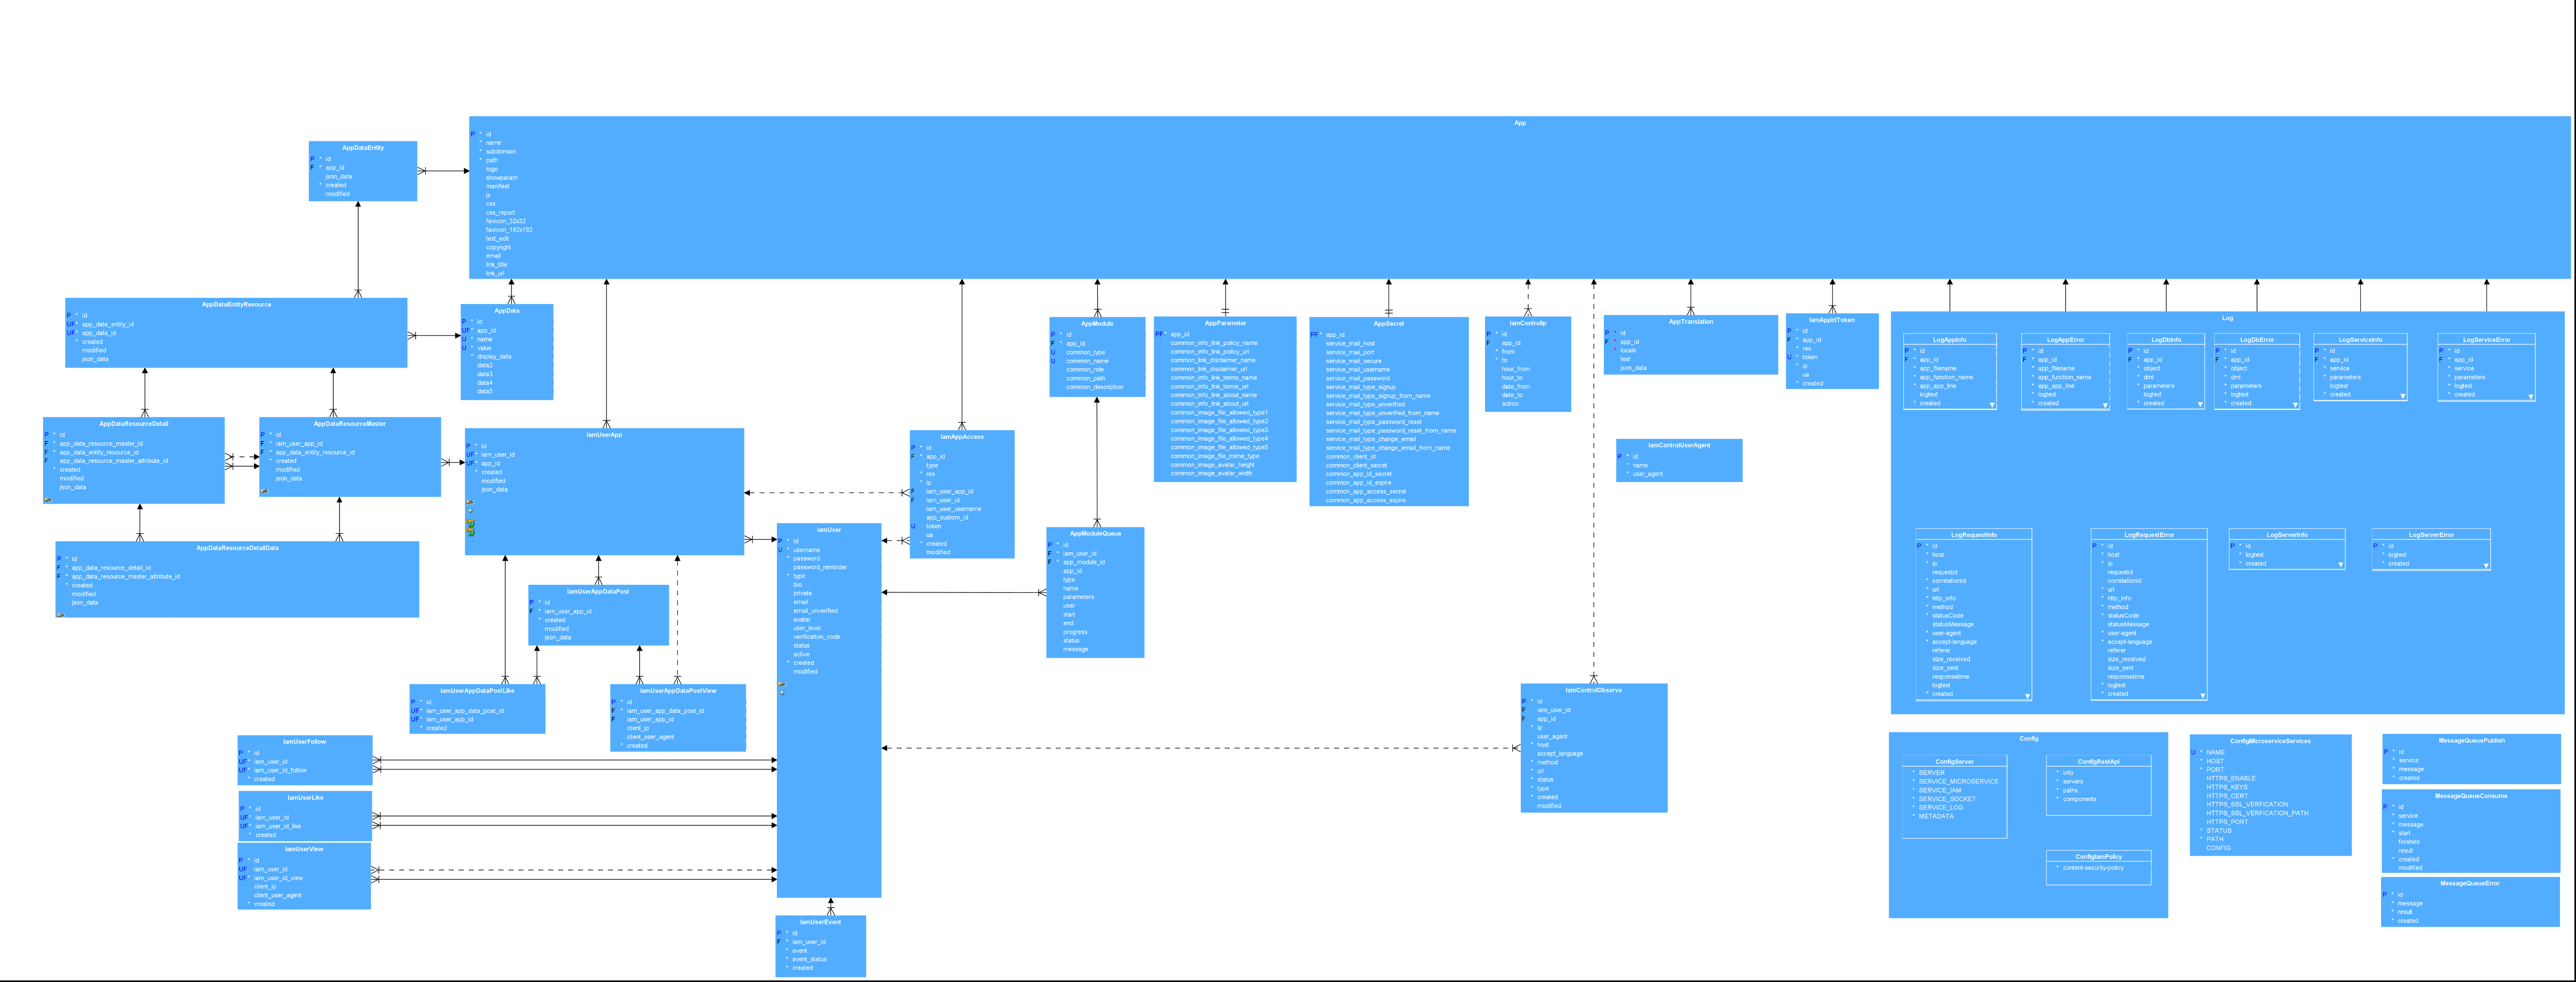 App
P * id
* name
* subdomain
* path
logo
showparam
manifest
js
css
css_report
favicon_32x32
favicon_192x192
text_edit
copyright
email
link_title
link_url
AppDataEntity
P * id
F * app_id
json_data
* created
modified
AppDataEntityResource
P * id
UF* app_data_entity_id
UF* app_data_id
* created
modified
json_data
AppData
P * id
UF* app_id
U * name
U * value
* display_data
data2
data3
data4
data5
AppModule
P * id
F * app_id
U common_type
U common_name
common_role
common_path
common_description
AppParameter
PF* app_id
common_info_link_policy_name
common_info_link_policy_url
common_link_disclaimer_name
common_link_disclaimer_url
common_info_link_terms_name
common_info_link_terms_url
common_info_link_about_name
common_info_link_about_url
common_image_file_allowed_type1
common_image_file_allowed_type2
common_image_file_allowed_type3
common_image_file_allowed_type4
common_image_file_allowed_type5
common_image_file_mime_type
common_image_avatar_height
common_image_avatar_width
AppSecret
PF* app_id
service_mail_host
service_mail_port
service_mail_secure
service_mail_username
service_mail_password
service_mail_type_signup
service_mail_type_signup_from_name
service_mail_type_unverified
service_mail_type_unverified_from_name
service_mail_type_password_reset
service_mail_type_password_reset_from_name
service_mail_type_change_email
service_mail_type_change_email_from_name
common_client_id
common_client_secret
common_app_id_secret
common_app_id_expire
common_app_access_secret
common_app_access_expire
IamControlIp
P * id
F app_id
* from
* to
hour_from
hour_to
date_from
date_to
action
AppTranslation
P * id
F * app_id
* locale
text
json_data
IamAppIdToken
P * id
F * app_id
* res
U * token
* ip
ua
* created
IamControlUserAgent
P * id
* name
* user_agent
Log
LogAppInfo
P * id
F * app_id
* app_filename
* app_function_name
* app_app_line
logtext
* created
LogAppError
P * id
F * app_id
* app_filename
* app_function_name
* app_app_line
* logtext
* created
LogDbInfo
P * id
F * app_id
* object
* dml
* parameters
logtext
* created
LogDbError
P * id
F * app_id
* object
* dml
* parameters
* logtext
* created
LogServiceInfo
P * id
F * app_id
* service
* parameters
logtext
* created
LogServiceError
P * id
F * app_id
* service
* parameters
* logtext
* created
LogRequestInfo
P * id
* host
* ip
requestid
* correlationid
* url
* http_info
* method
* statusCode
statusMessage
* user-agent
* accept-language
referer
size_received
size_sent
responsetime
logtext
* created
LogRequestError
P * id
* host
* ip
requestid
correlationid
* url
* http_info
* method
* statusCode
statusMessage
* user-agent
* accept-language
referer
size_received
size_sent
responsetime
* logtext
* created
LogServerInfo
P * id
* logtext
* created
LogServerError
P * id
* logtext
* created
AppDataResourceDetail
P * id
F * app_data_resource_master_id
F * app_data_entity_resource_id
F app_data_resource_master_attribute_id
* created
modified
json_data
AppDataResourceMaster
P * id
F * iam_user_app_id
F * app_data_entity_resource_id
* created
modified
json_data
AppDataResourceDetailData
P * id
F * app_data_resource_detail_id
F * app_data_resource_master_attribute_id
* created
modified
json_data
IamUserApp
P * id
UF* iam_user_id
UF* app_id
* created
modified
json_data
IamAppAccess
P * id
F * app_id
type
* res
* ip
F iam_user_app_id
F iam_user_id
iam_user_username
app_custom_id
U token
ua
* created
modified
IamUser
P * id
U * username
* password
password_reminder
* type
bio
private
email
email_unverified
avatar
user_level
verification_code
status
active
* created
modified
AppModuleQueue
P * id
F * iam_user_id
F * app_module_id
app_id
type
name
parameters
user
start
end
progress
status
message
IamUserAppDataPost
P * id
F * iam_user_app_id
* created
modified
json_data
IamUserAppDataPostLike
P * id
UF* iam_user_app_data_post_id
UF* iam_user_app_id
* created
IamUserAppDataPostView
P * id
F * iam_user_app_data_post_id
F iam_user_app_id
client_ip
client_user_agent
* created
IamUserFollow
P * id
UF* iam_user_id
UF* iam_user_id_follow
* created
IamUserLike
P * id
UF* iam_user_id
UF* iam_user_id_like
* created
IamUserView
P * id
UF iam_user_id
UF* iam_user_id_view
client_ip
client_user_agent
* created
IamUserEvent
P * id
F * iam_user_id
* event
* event_status
* created
IamControlObserve
P * id
F iam_user_id
F app_id
* ip
user_agent
* host
accept_language
* method
* url
* status
* type
* created
modified
Config
ConfigServer
* SERVER
* SERVICE_MICROSERVICE
* SERVICE_IAM
* SERVICE_SOCKET
* SERVICE_LOG
* METADATA
ConfigRestApi
* info
* servers
* paths
* components
ConfigIamPolicy
* content-security-policy
ConfigMicroserviceServices
U * NAME
* HOST
* PORT
HTTPS_ENABLE
HTTPS_KEYS
HTTPS_CERT
HTTPS_SSL_VERFICATION
HTTPS_SSL_VERFICATION_PATH
HTTPS_PORT
* STATUS
* PATH
CONFIG
MessageQueuePublish
P * id
* service
* message
* created
MessageQueueConsume
P * id
* service
* message
* start
finished
result
* created
modified
MessageQueueError
P * id
* message
* result
* created